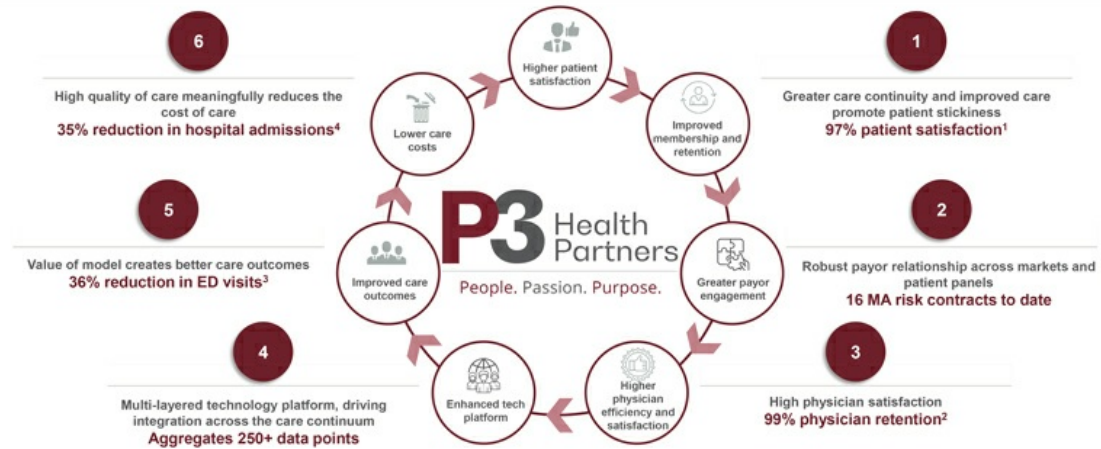 6
High quality of care meaningfully reduces the
cost of care
35% reduction in hospital admissions⁴
5
Value of model creates better care outcomes
36% reduction in ED visits³
4
Multi-layered technology platform, driving
integration across the care continuum
Aggregates 250+ data points
Higher patient
satisfaction
Improved
membership and
retention
Greater payor
engagement
Higher
physician
efficiency and
satisfaction
Enhanced tech
platform
Improved care
outcomes
Lower care
costs
P3 Health
Partners
People. Passion. Purpose.
1
Greater care continuity and improved care
promote patient stickiness
97% patient satisfaction¹
2
Robust payor relationship across markets and
patient panels
16 MA risk contracts to date
3
High physician satisfaction
99% physician retention²